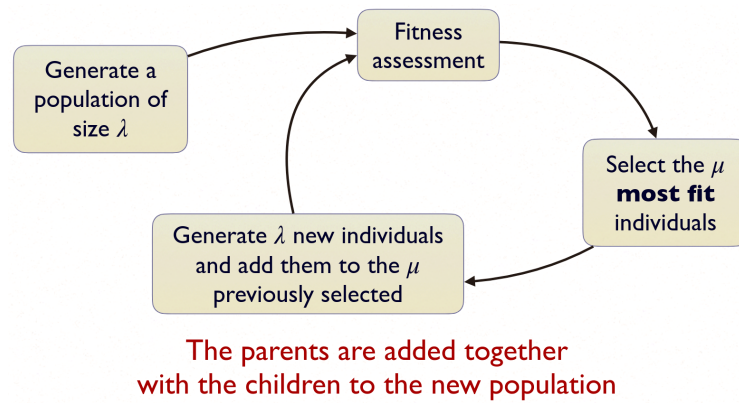 Generate a
population of
size λ
Fitness
assessment
Select the μ
most fit
individuals
Generate λ new individuals
and add them to the μ
previously selected
The parents are added together
with the children to the new population